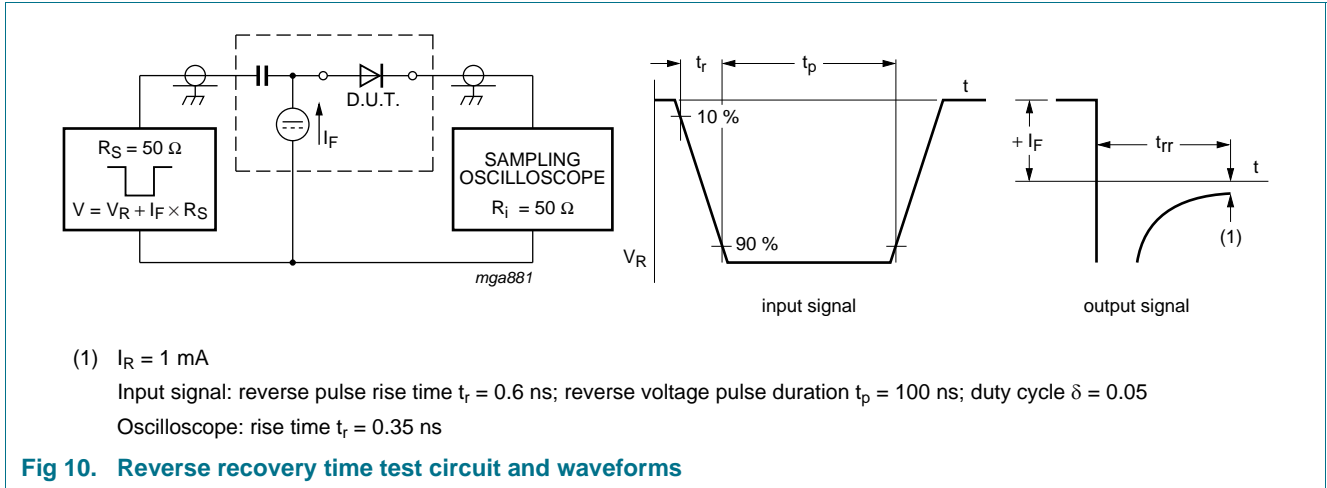 D.U.T.
I_F
R_S = 50 Ω
V = V_R + I_F × R_S
SAMPLING
OSCILLOSCOPE
R_i = 50 Ω
mga881
t_r
t_p
t
10 %
90 %
V_R
input signal
+ I_F
t_rr
t
(1)
output signal
(1) I_R = 1 mA
Input signal: reverse pulse rise time t_r = 0.6 ns; reverse voltage pulse duration t_p = 100 ns; duty cycle δ = 0.05
Oscilloscope: rise time t_r = 0.35 ns
Fig 10. Reverse recovery time test circuit and waveforms